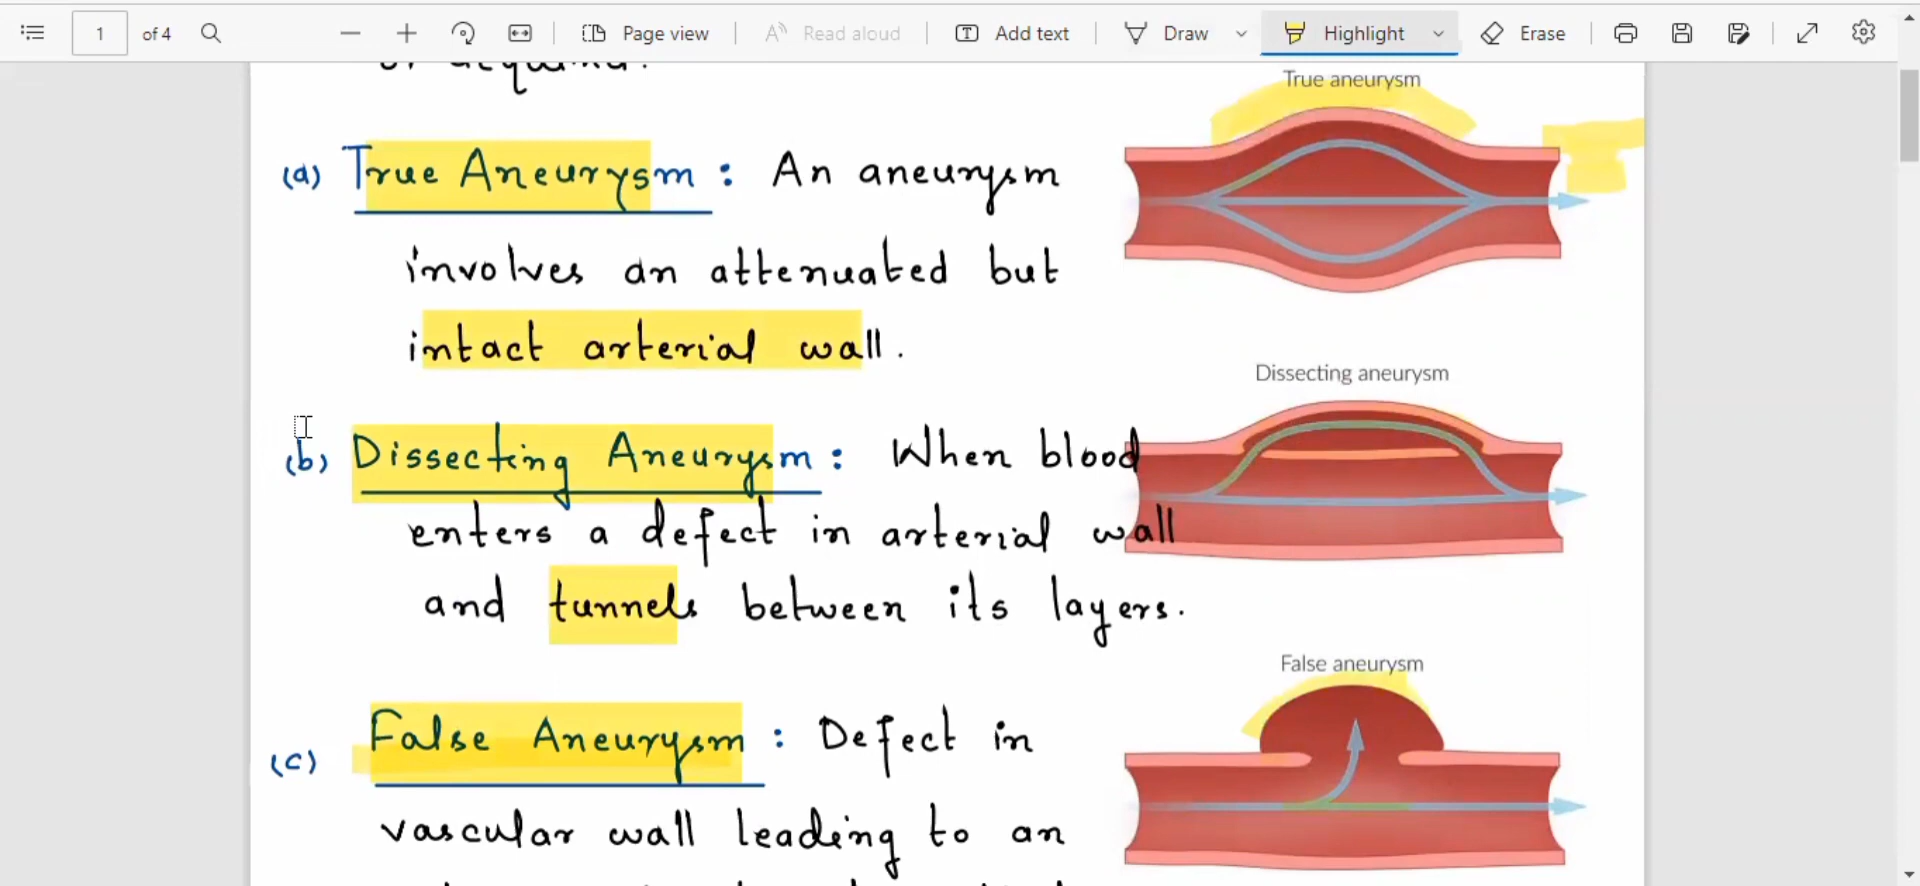 1 of 4 Page view Read aloud Add text Draw Highlight Erase
or acquired.
True aneurysm
(a) True Aneurysm : An aneurysm
involves an attenuated but
intact arterial wall.
Dissecting aneurysm
(b) Dissecting Aneurysm : When blood
enters a defect in arterial wall
and tunnels between its layers.
False aneurysm
(c) False Aneurysm : Defect in
vascular wall leading to an